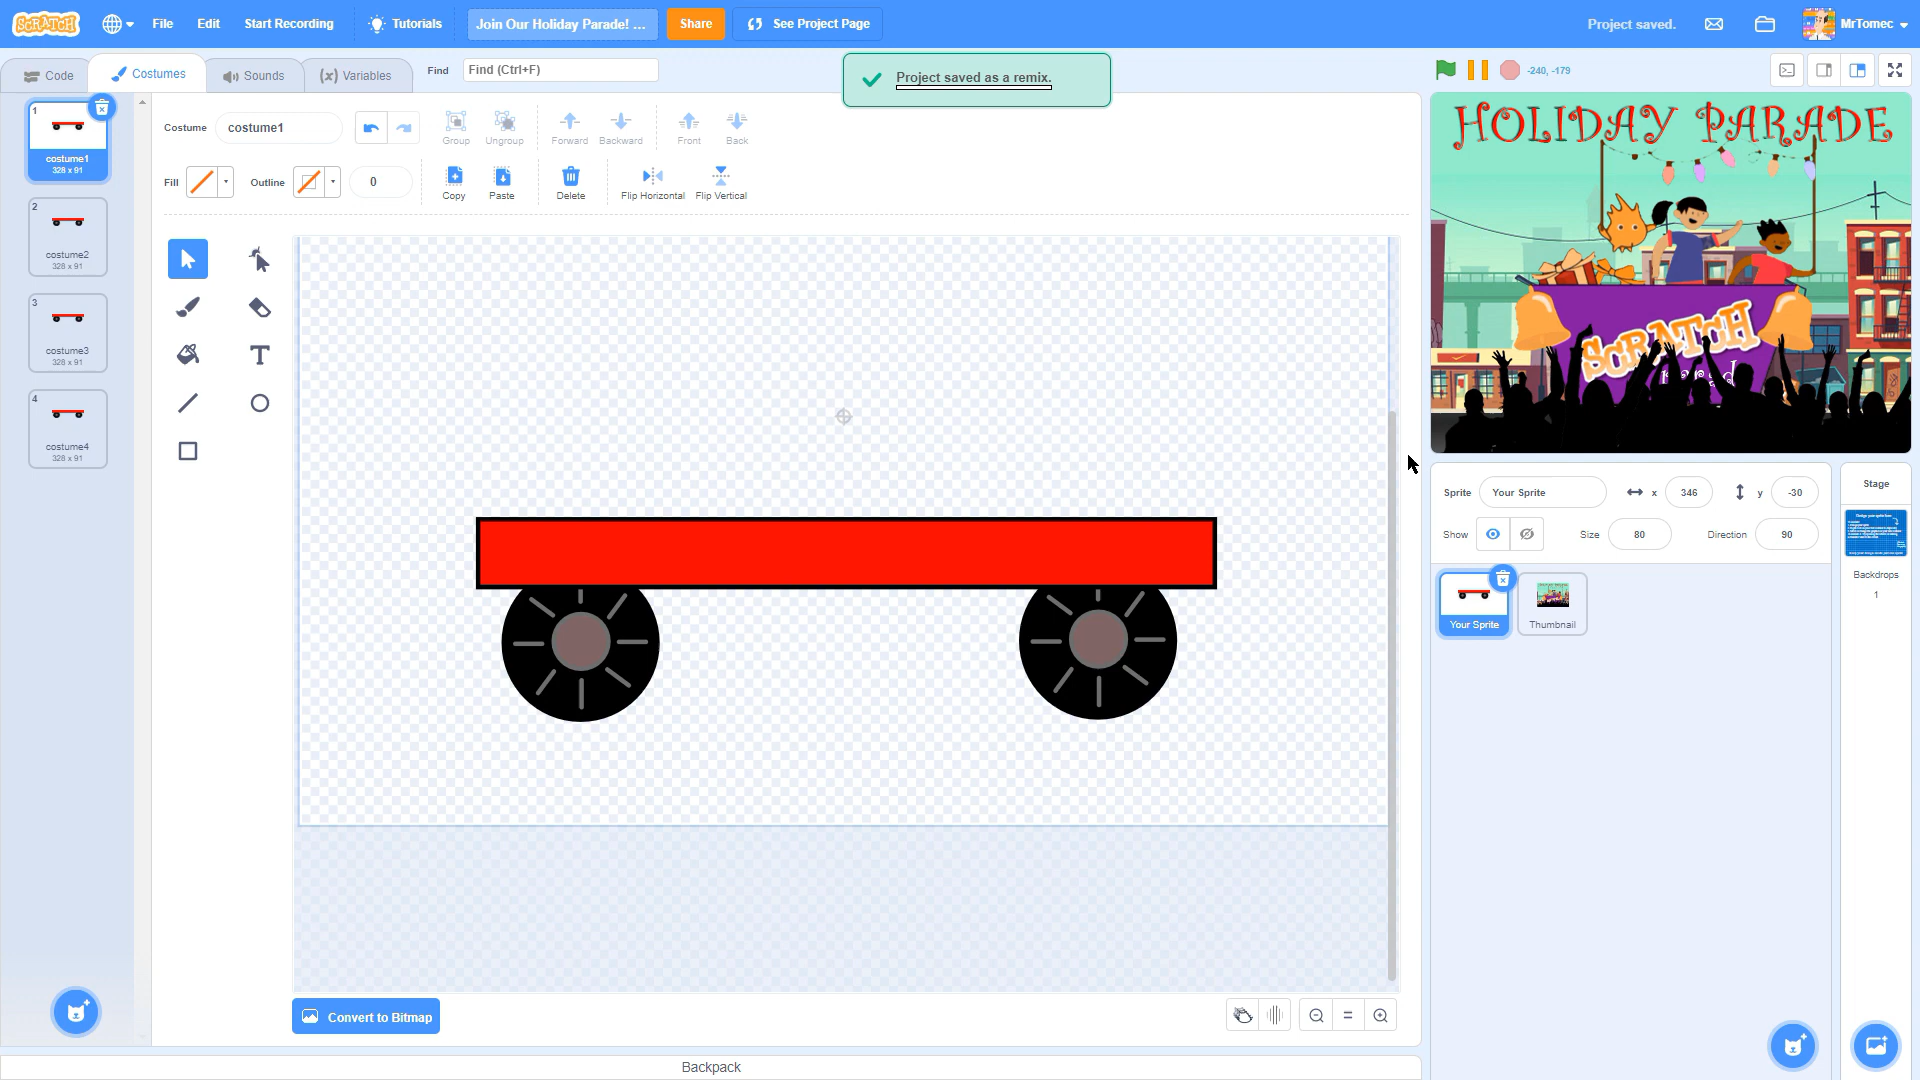 SCRATCH
File
Edit
Start Recording
Tutorials
Join Our Holiday Parade! ...
Share
See Project Page
Project saved.
MrTomec
Code
Costumes
Sounds
(x) Variables
Find
Find (Ctrl+F)
Project saved as a remix.
-240, -179
1
costume1
328 x 91
2
costume2
328 x 91
3
costume3
328 x 91
4
costume4
328 x 91
Costume
costume1
Group
Ungroup
Forward
Backward
Front
Back
Fill
Outline
0
Copy
Paste
Delete
Flip Horizontal
Flip Vertical
Convert to Bitmap
Backpack
HOLIDAY PARADE
SCRATCH
Sprite
Your Sprite
x
346
y
-30
Show
Size
80
Direction
90
Your Sprite
Thumbnail
Stage
Backdrops
1